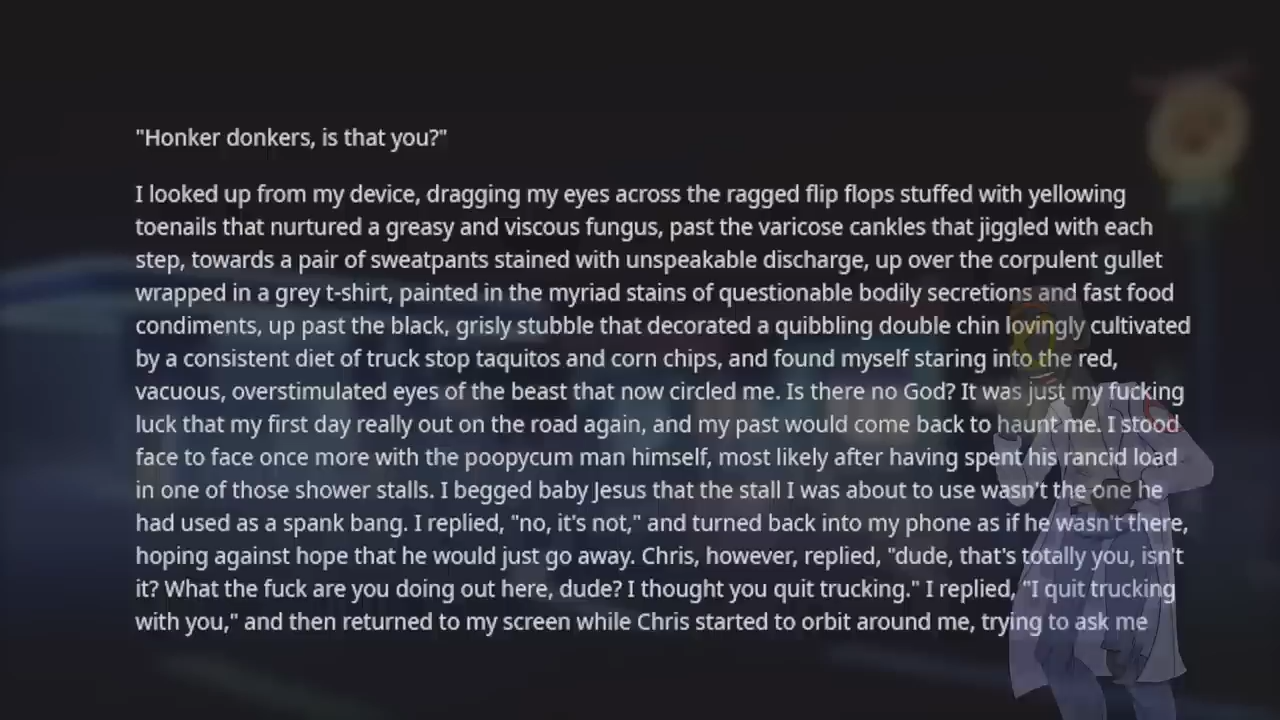 "Honker donkers, is that you?"
I looked up from my device, dragging my eyes across the ragged flip flops stuffed with yellowing
toenails that nurtured a greasy and viscous fungus, past the varicose cankles that jiggled with each
step, towards a pair of sweatpants stained with unspeakable discharge, up over the corpulent gullet
wrapped in a grey t-shirt, painted in the myriad stains of questionable bodily secretions and fast food
condiments, up past the black, grisly stubble that decorated a quibbling double chin lovingly cultivated
by a consistent diet of truck stop taquitos and corn chips, and found myself staring into the red,
vacuous, overstimulated eyes of the beast that now circled me. Is there no God? It was just my fucking
luck that my first day really out on the road again, and my past would come back to haunt me. I stood
face to face once more with the poopycum man himself, most likely after having spent his rancid load
in one of those shower stalls. I begged baby Jesus that the stall I was about to use wasn't the one he
had used as a spank bang. I replied, "no, it's not," and turned back into my phone as if he wasn't there,
hoping against hope that he would just go away. Chris, however, replied, "dude, that's totally you, isn't
it? What the fuck are you doing out here, dude? I thought you quit trucking." I replied, "I quit trucking
with you," and then returned to my screen while Chris started to orbit around me, trying to ask me